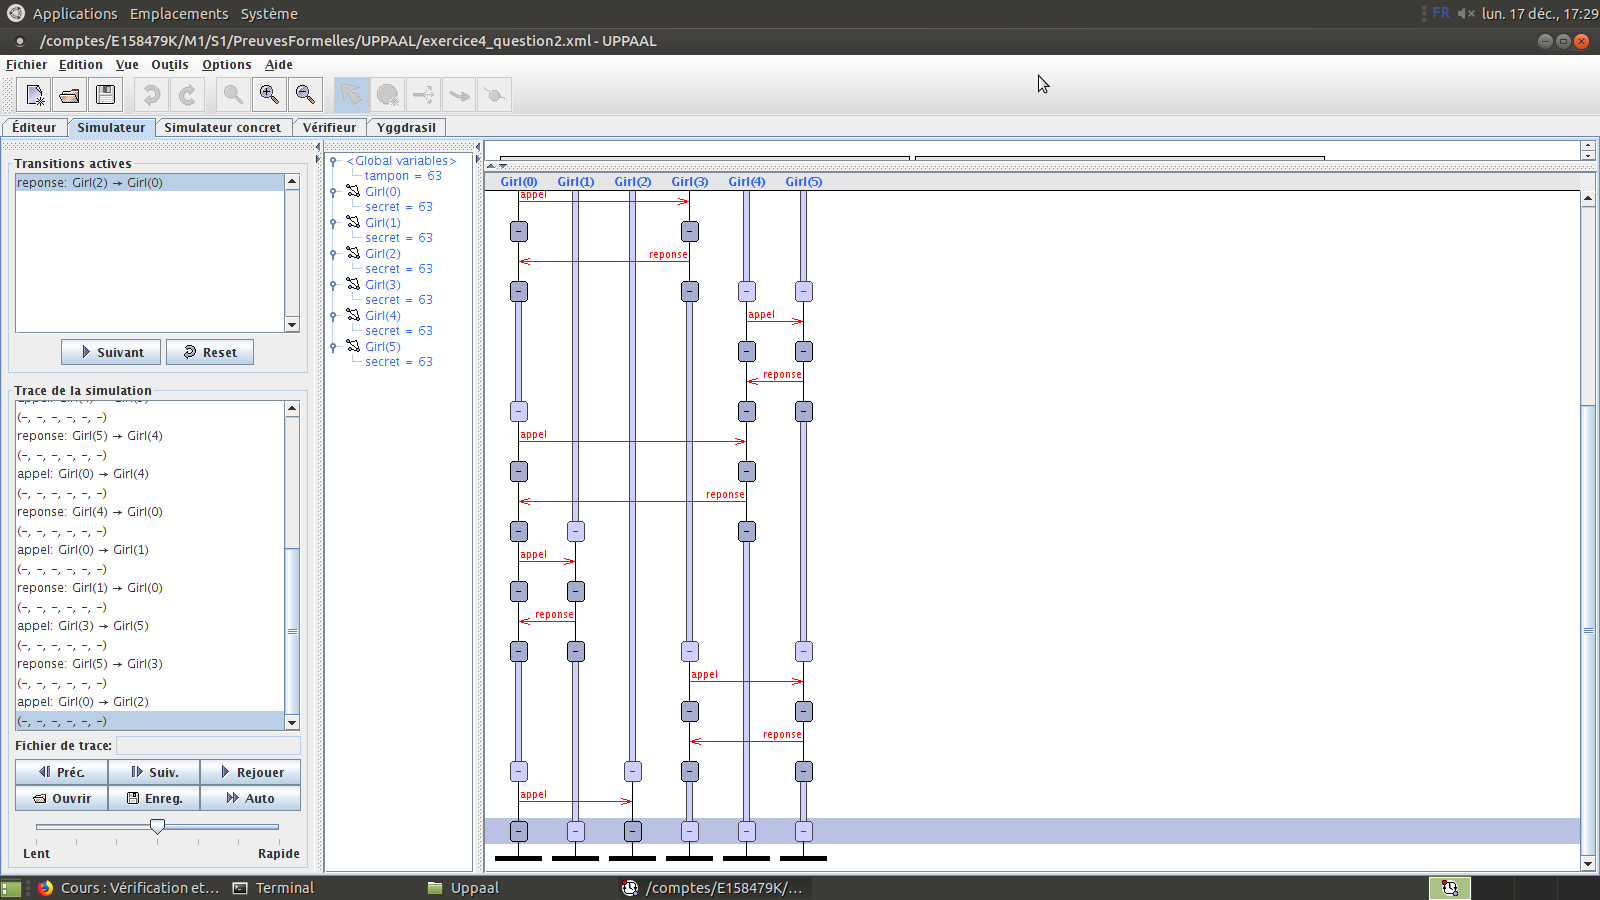 Applications Emplacements Système FR lun. 17 déc., 17:29
/comptes/E158479K/M1/S1/PreuvesFormelles/UPPAAL/exercice4_question2.xml - UPPAAL
Fichier Edition Vue Outils Options Aide
Éditeur Simulateur Simulateur concret Vérifieur Yggdrasil
Transitions actives
reponse: Girl(2) → Girl(0)
Suivant Reset
Trace de la simulation
(-, -, -, -, -, -)
reponse: Girl(5) → Girl(4)
(-, -, -, -, -, -)
appel: Girl(0) → Girl(4)
(-, -, -, -, -, -)
reponse: Girl(4) → Girl(0)
(-, -, -, -, -, -)
appel: Girl(0) → Girl(1)
(-, -, -, -, -, -)
reponse: Girl(1) → Girl(0)
(-, -, -, -, -, -)
appel: Girl(3) → Girl(5)
(-, -, -, -, -, -)
reponse: Girl(5) → Girl(3)
(-, -, -, -, -, -)
appel: Girl(0) → Girl(2)
(-, -, -, -, -, -)
Fichier de trace:
Préc. Suiv. Rejouer
Ouvrir Enreg. Auto
Lent Rapide
<Global variables>
tampon = 63
Girl(0)
secret = 63
Girl(1)
secret = 63
Girl(2)
secret = 63
Girl(3)
secret = 63
Girl(4)
secret = 63
Girl(5)
secret = 63
Girl(0) Girl(1) Girl(2) Girl(3) Girl(4) Girl(5)
appel
reponse
appel
reponse
appel
reponse
appel
reponse
appel
reponse
appel
Cours : Vérification et... Terminal Uppaal /comptes/E158479K/...